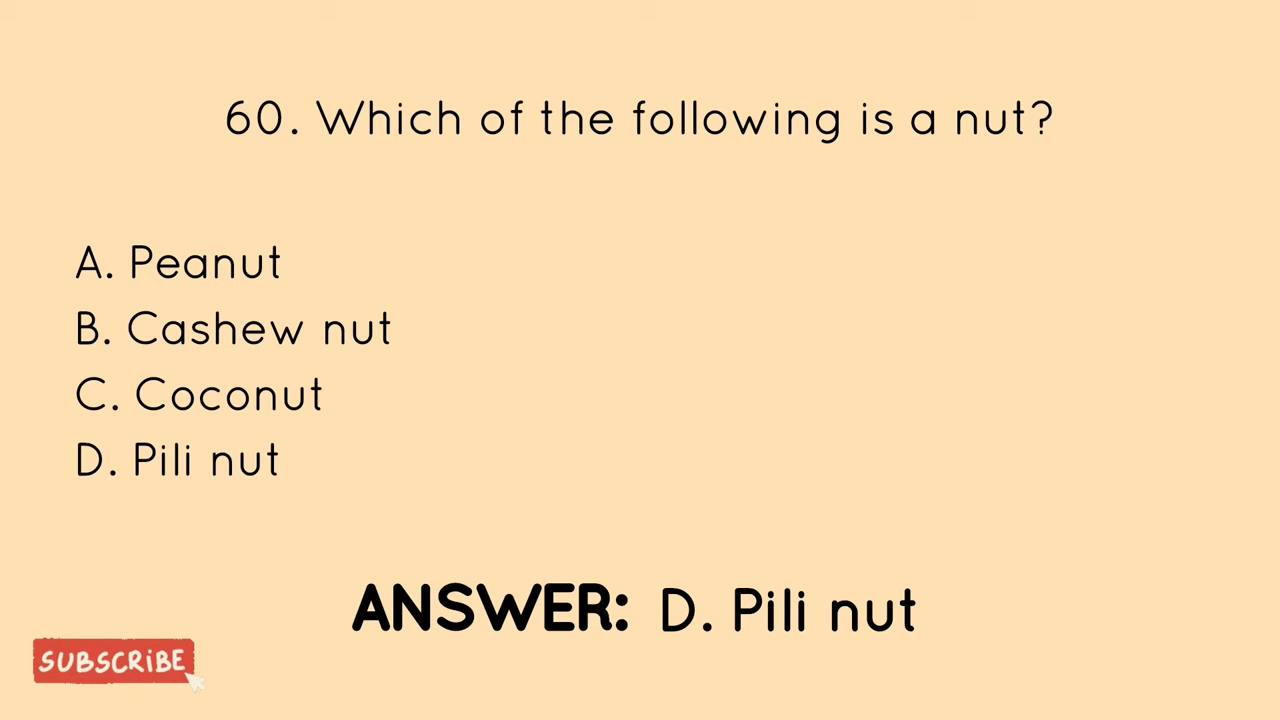 60. Which of the following is a nut?
A. Peanut
B. Cashew nut
C. Coconut
D. Pili nut
ANSWER: D. Pili nut
SUBSCRiBE